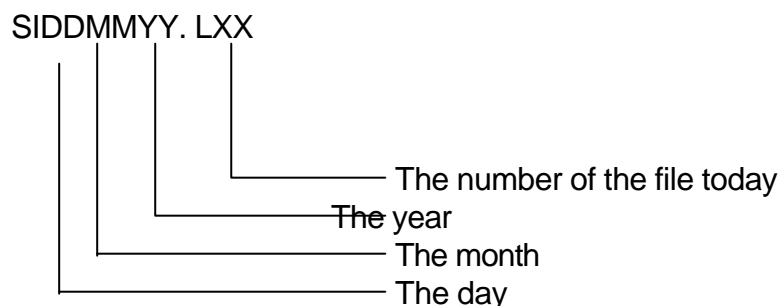 SIDDMMYY. LXX
The number of the file today
The year
The month
The day